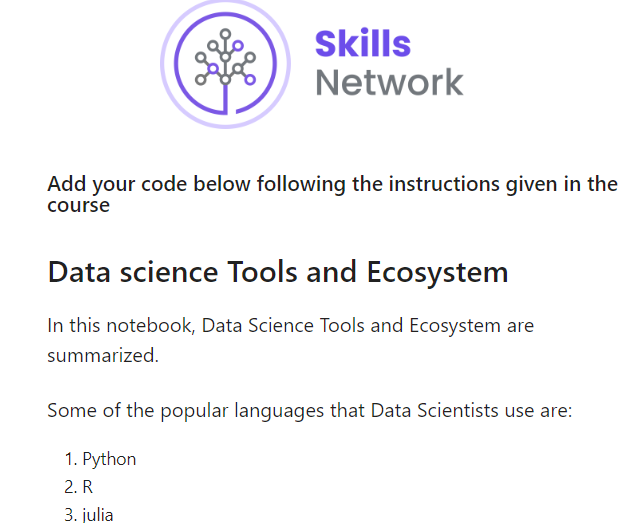 Skills
Network
Add your code below following the instructions given in the
course
Data science Tools and Ecosystem
In this notebook, Data Science Tools and Ecosystem are
summarized.
Some of the popular languages that Data Scientists use are:
1. Python
2. R
3. julia